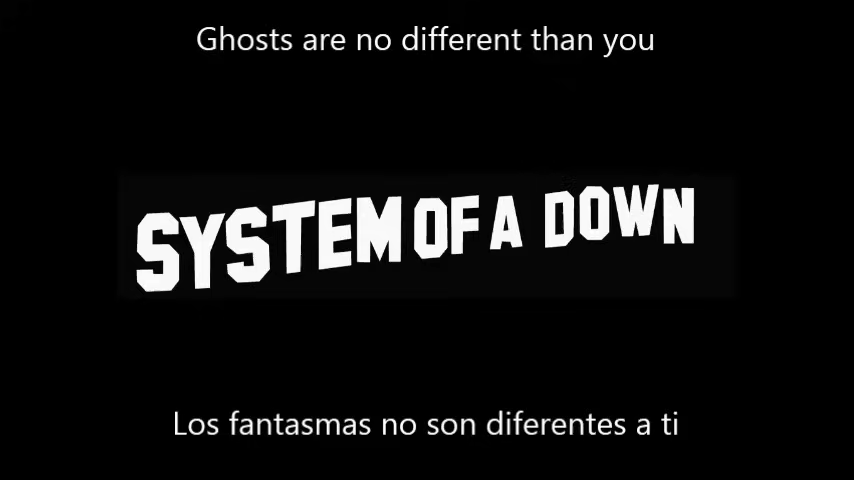 Ghosts are no different than you
SYSTEM OF A DOWN
Los fantasmas no son diferentes a ti